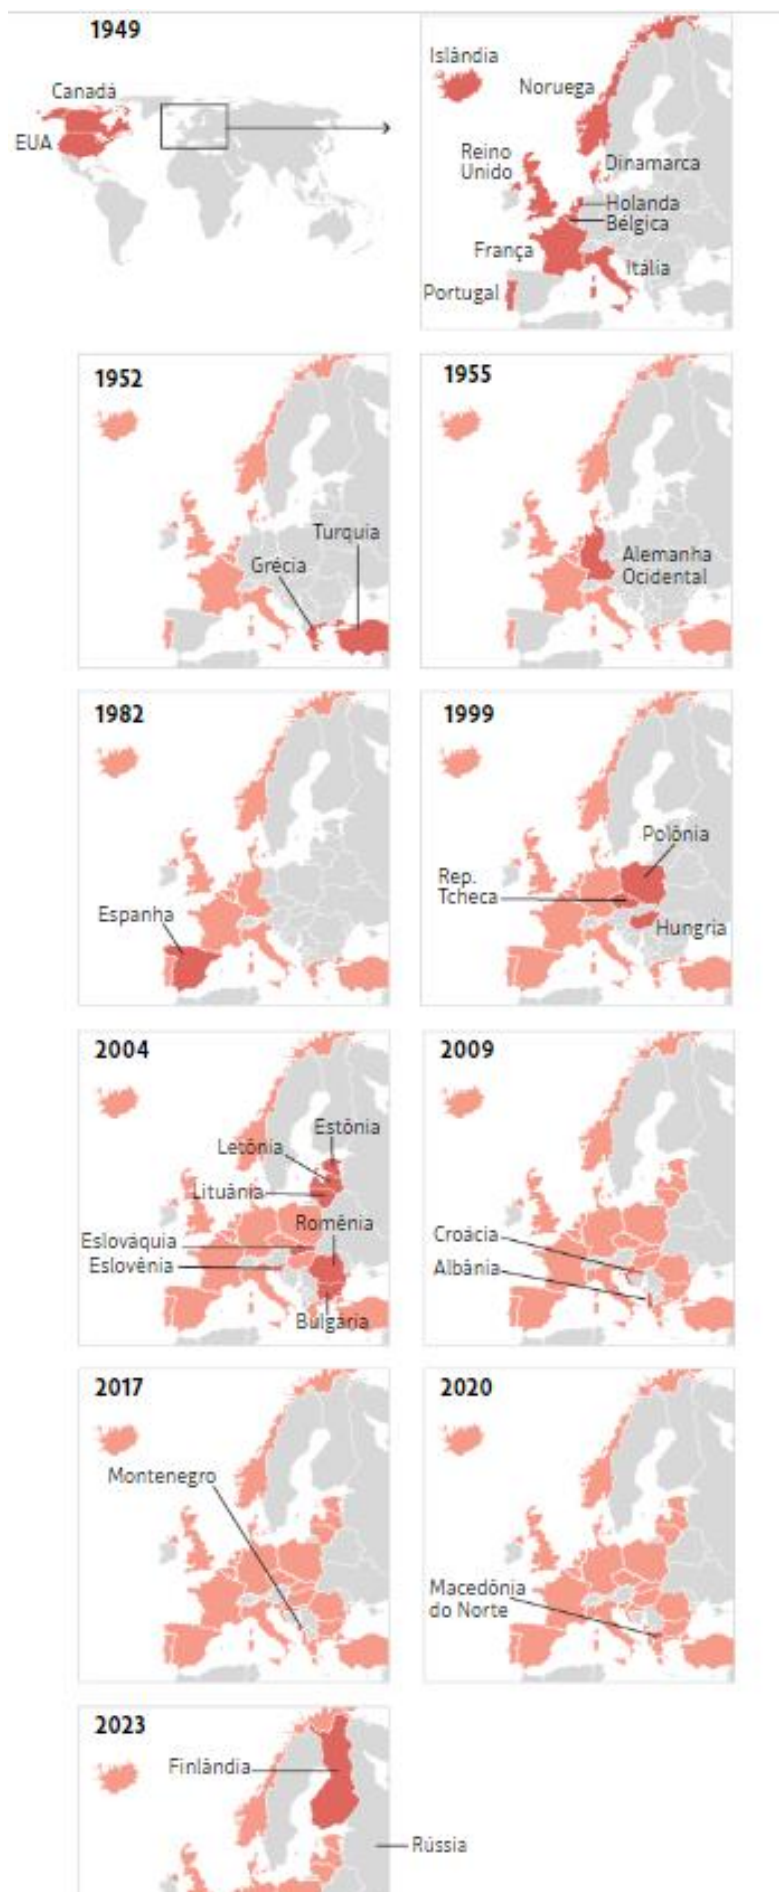 1949
Canadá
EUA
Islândia
Noruega
Reino
Unido
Dinamarca
Holanda
Bélgica
França
Itália
Portugal
1952
Turquia
Grécia
1955
Alemanha
Ocidental
1982
Espanha
1999
Polônia
Rep.
Tcheca
Hungria
2004
Estônia
Letônia
Lituânia
Romênia
Eslováquia
Eslovênia
Bulgária
2009
Croácia
Albânia
2017
Montenegro
2020
Macedônia
do Norte
2023
Finlândia
Rússia